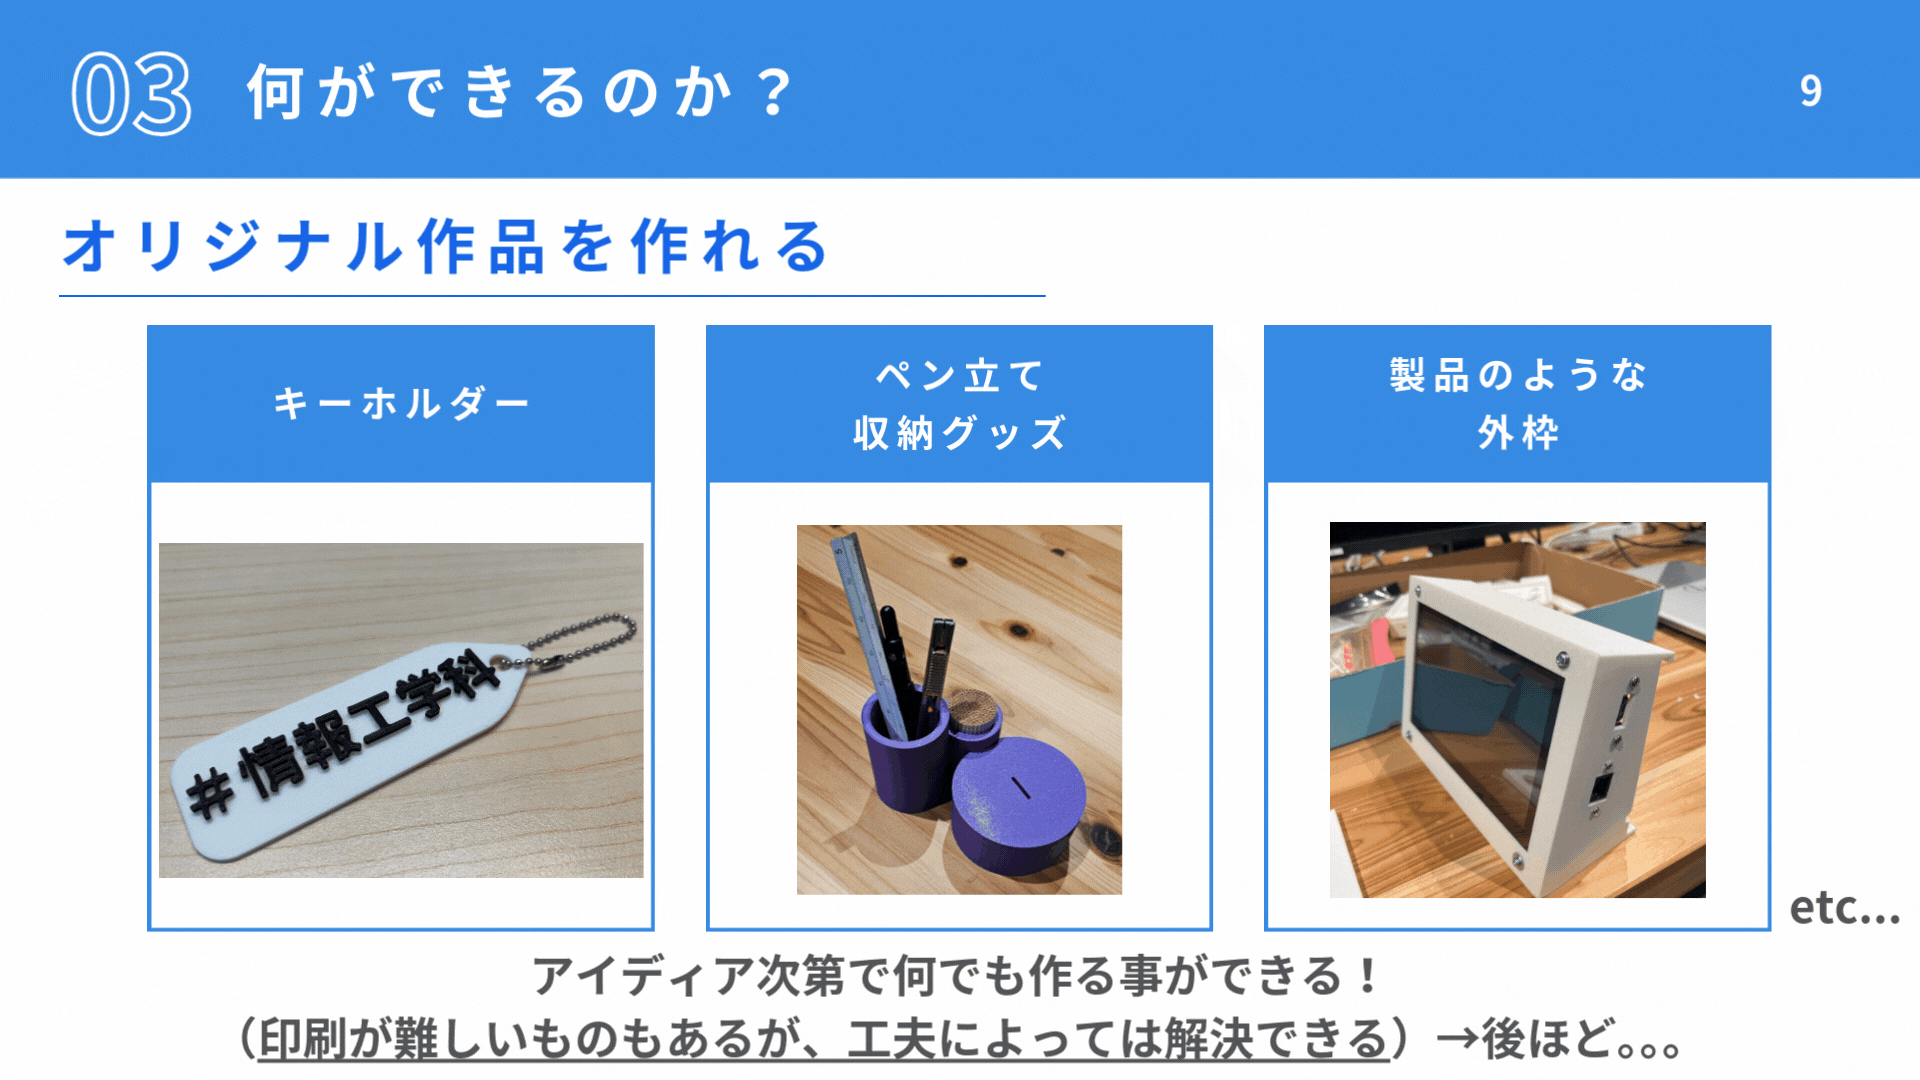 03 何ができるのか？
9
オリジナル作品を作れる
キーホルダー
#情報工学科
ペン立て
収納グッズ
製品のような
外枠
etc...
アイディア次第で何でも作る事ができる！
（印刷が難しいものもあるが、工夫によっては解決できる）→後ほど。。。